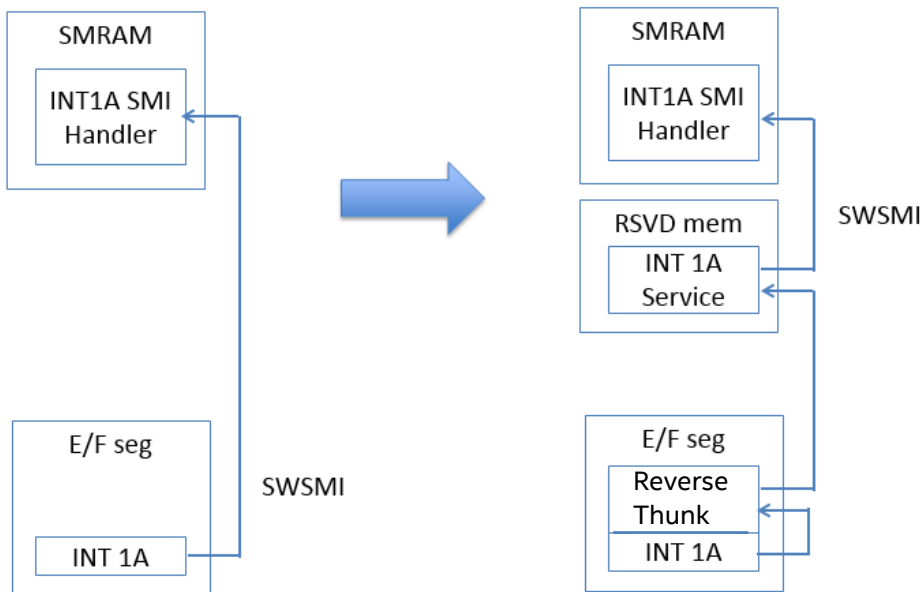 SMRAM
INT1A SMI
Handler
E/F seg
SWSMI
INT 1A
SMRAM
INT1A SMI
Handler
SWSMI
RSVD mem
INT 1A
Service
E/F seg
Reverse
Thunk
INT 1A